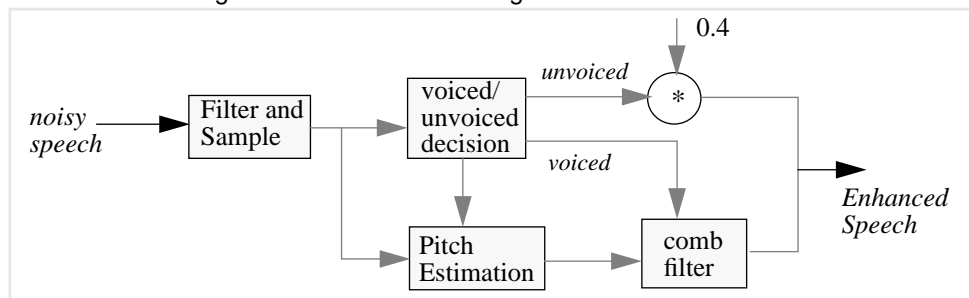 0.4
unvoiced
*
noisy
speech
Filter and
Sample
voiced/
unvoiced
decision
voiced
Enhanced
Speech
Pitch
Estimation
comb
filter